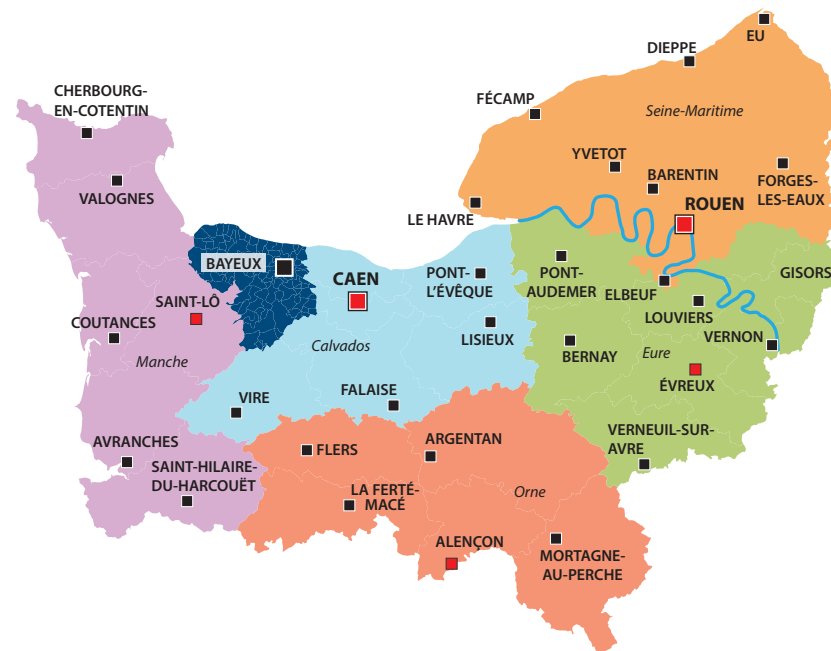 EU
DIEPPE
CHERBOURG-
EN-COTENTIN
FÉCAMP
Seine-Maritime
YVETOT
BARENTIN
FORGES-
LES-EAUX
VALOGNES
ROUEN
LE HAVRE
BAYEUX
CAEN
PONT-
L'ÉVÊQUE
PONT-
AUDEMER
ELBEUF
GISORS
SAINT-LÔ
LOUVIERS
COUTANCES
LISIEUX
VERNON
Manche
Calvados
BERNAY
Eure
ÉVREUX
VIRE
FALAISE
AVRANCHES
FLERS
ARGENTAN
VERNEUIL-SUR-
AVRE
SAINT-HILAIRE-
DU-HARCOUËT
LA FERTÉ-
MACÉ
Orne
ALENÇON
MORTAGNE-
AU-PERCHE